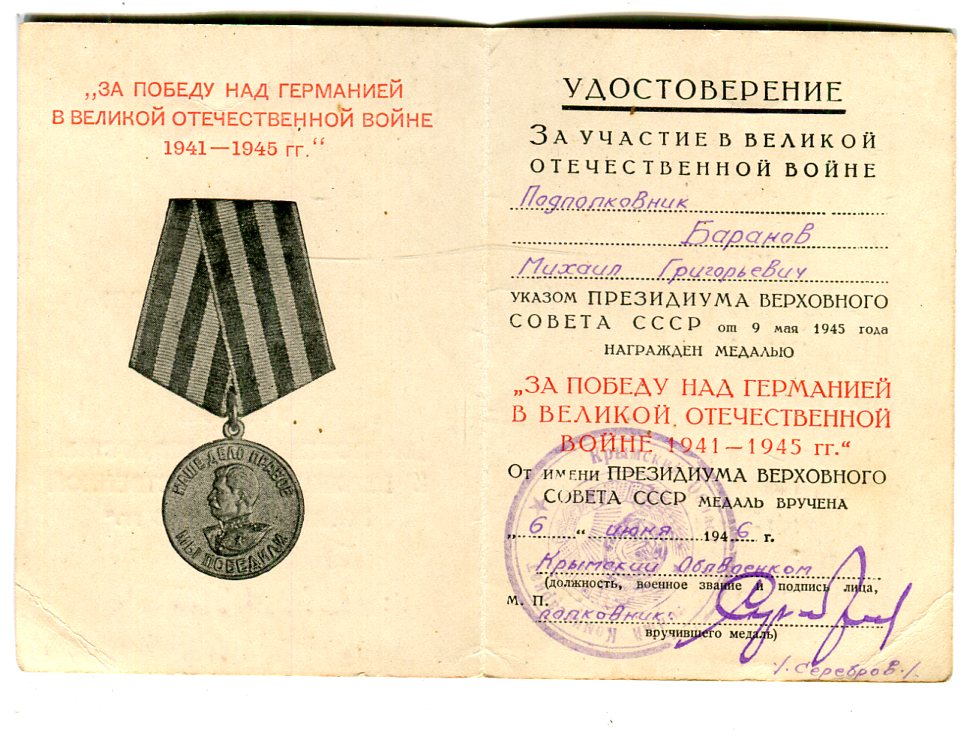 „ЗА ПОБЕДУ НАД ГЕРМАНИЕЙ
В ВЕЛИКОЙ ОТЕЧЕСТВЕННОЙ ВОЙНЕ
1941—1945 гг.“
НАШЕ ДЕЛО ПРАВОЕ
МЫ ПОБЕДИЛИ
УДОСТОВЕРЕНИЕ
ЗА УЧАСТИЕ В ВЕЛИКОЙ
ОТЕЧЕСТВЕННОЙ ВОЙНЕ
Подполковник
Баранов
Михаил Григорьевич
УКАЗОМ ПРЕЗИДИУМА ВЕРХОВНОГО
СОВЕТА СССР от 9 мая 1945 года
НАГРАЖДЕН МЕДАЛЬЮ
„ЗА ПОБЕДУ НАД ГЕРМАНИЕЙ
В ВЕЛИКОЙ ОТЕЧЕСТВЕННОЙ
ВОЙНЕ 1941—1945 гг.“
ОТ ИМЕНИ ПРЕЗИДИУМА ВЕРХОВНОГО
СОВЕТА СССР МЕДАЛЬ ВРУЧЕНА
„6“ июня 1946 г.
Крымский Облвоенком
(должность, военное звание и подпись лица,
М. П.
полковник
вручившего медаль)
/.Серебров./.